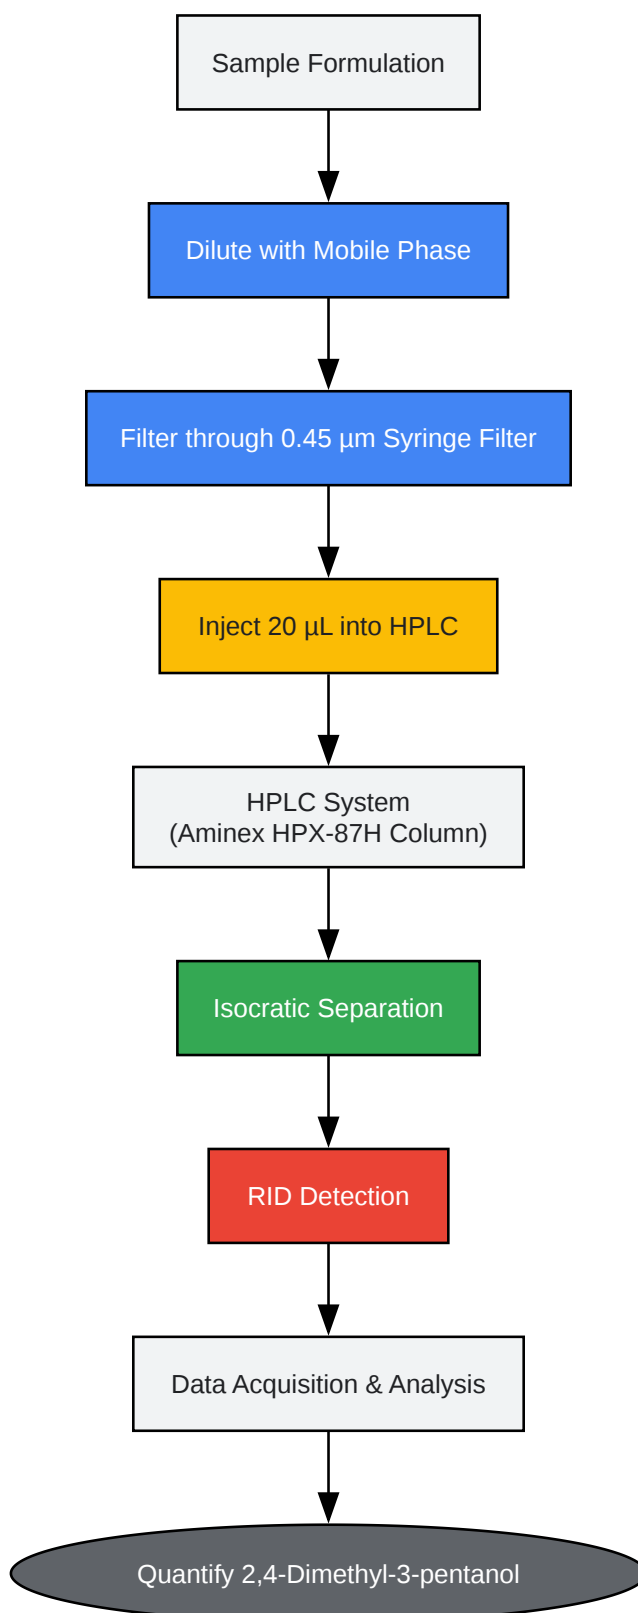 Sample Formulation
Dilute with Mobile Phase
Filter through 0.45 µm Syringe Filter
Inject 20 µL into HPLC
HPLC System
(Aminex HPX-87H Column)
Isocratic Separation
RID Detection
Data Acquisition & Analysis
Quantify 2,4-Dimethyl-3-pentanol